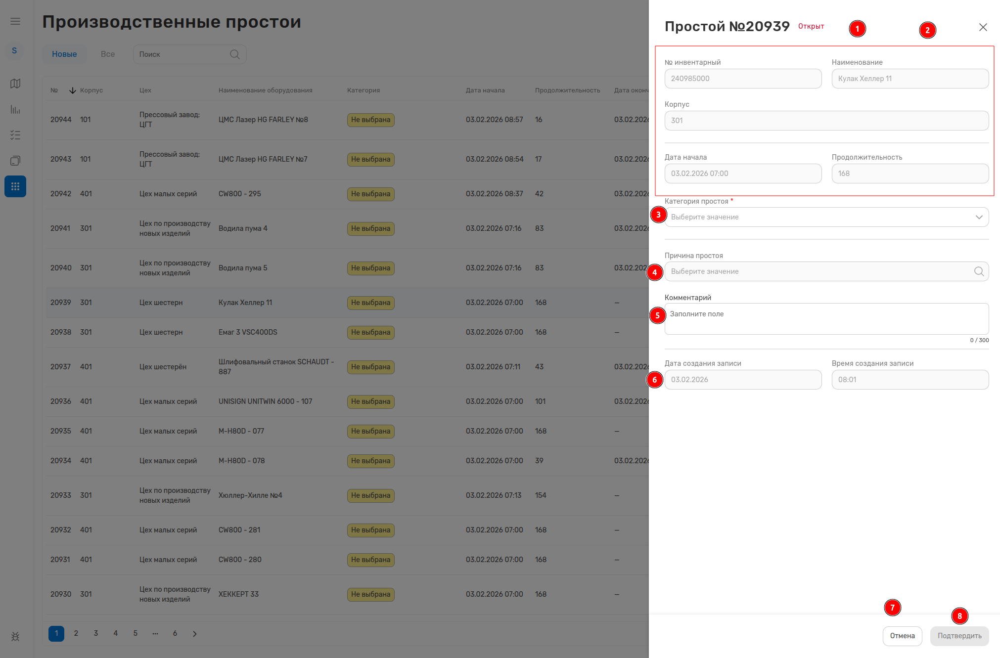 Производственные простои
S
Новые Все Поиск
№ Корпус Цех Наименование оборудования Категория Дата начала Продолжительность Дата оконч
20944 101 Прессовый завод: ЦГТ ЦМС Лазер HG FARLEY №8 Не выбрана 03.02.2026 08:57 16 03.02.202
20943 101 Прессовый завод: ЦГТ ЦМС Лазер HG FARLEY №7 Не выбрана 03.02.2026 08:54 17 03.02.202
20942 401 Цех малых серий CW800 - 295 Не выбрана 03.02.2026 08:37 42 03.02.202
20941 301 Цех по производству новых изделий Водила пума 4 Не выбрана 03.02.2026 07:16 83 03.02.202
20940 301 Цех по производству новых изделий Водила пума 5 Не выбрана 03.02.2026 07:16 83 03.02.202
20939 301 Цех шестерн Кулак Хеллер 11 Не выбрана 03.02.2026 07:00 168 —
20938 301 Цех шестерн Емаг 3 VSC400DS Не выбрана 03.02.2026 07:00 168 —
20937 401 Цех шестерён Шлифовальный станок SCHAUDT - 887 Не выбрана 03.02.2026 07:11 43 03.02.202
20936 401 Цех малых серий UNISIGN UNITWIN 6000 - 107 Не выбрана 03.02.2026 07:00 101 03.02.202
20935 401 Цех малых серий M-H80D - 077 Не выбрана 03.02.2026 07:00 168 —
20934 401 Цех малых серий M-H80D - 078 Не выбрана 03.02.2026 07:00 39 03.02.202
20933 301 Цех по производству новых изделий Хюллер-Хилле №4 Не выбрана 03.02.2026 07:13 154 —
20932 401 Цех малых серий CW800 - 281 Не выбрана 03.02.2026 07:00 168 —
20931 401 Цех малых серий CW800 - 280 Не выбрана 03.02.2026 07:00 168 —
20930 301 Цех по производству новых изделий ХЕККЕРТ 33 Не выбрана 03.02.2026 07:00 168 —
1 2 3 4 5 ... 6
Простой №20939 Открыт 1 2
№ инвентарный Наименование
240985000 Кулак Хеллер 11
Корпус
301
Дата начала Продолжительность
03.02.2026 07:00 168
Категория простоя *
3 Выберите значение
Причина простоя
4 Выберите значение
Комментарий
5 Заполните поле
0 / 300
Дата создания записи Время создания записи
6 03.02.2026 08:01
7 8
Отмена Подтвердить